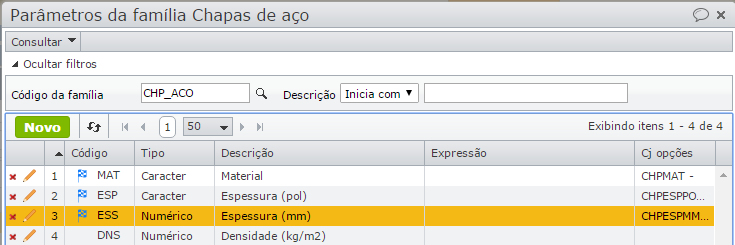 Parâmetros da família Chapas de aço
Consultar
Ocultar filtros
Código da família CHP_ACO Descrição Inicia com
Novo 1 50 Exibindo itens 1 - 4 de 4
Código Tipo Descrição Expressão Cj opções
1 MAT Caracter Material CHPMAT -
2 ESP Caracter Espessura (pol) CHPESPPO...
3 ESS Numérico Espessura (mm) CHPESPMM...
4 DNS Numérico Densidade (kg/m2)